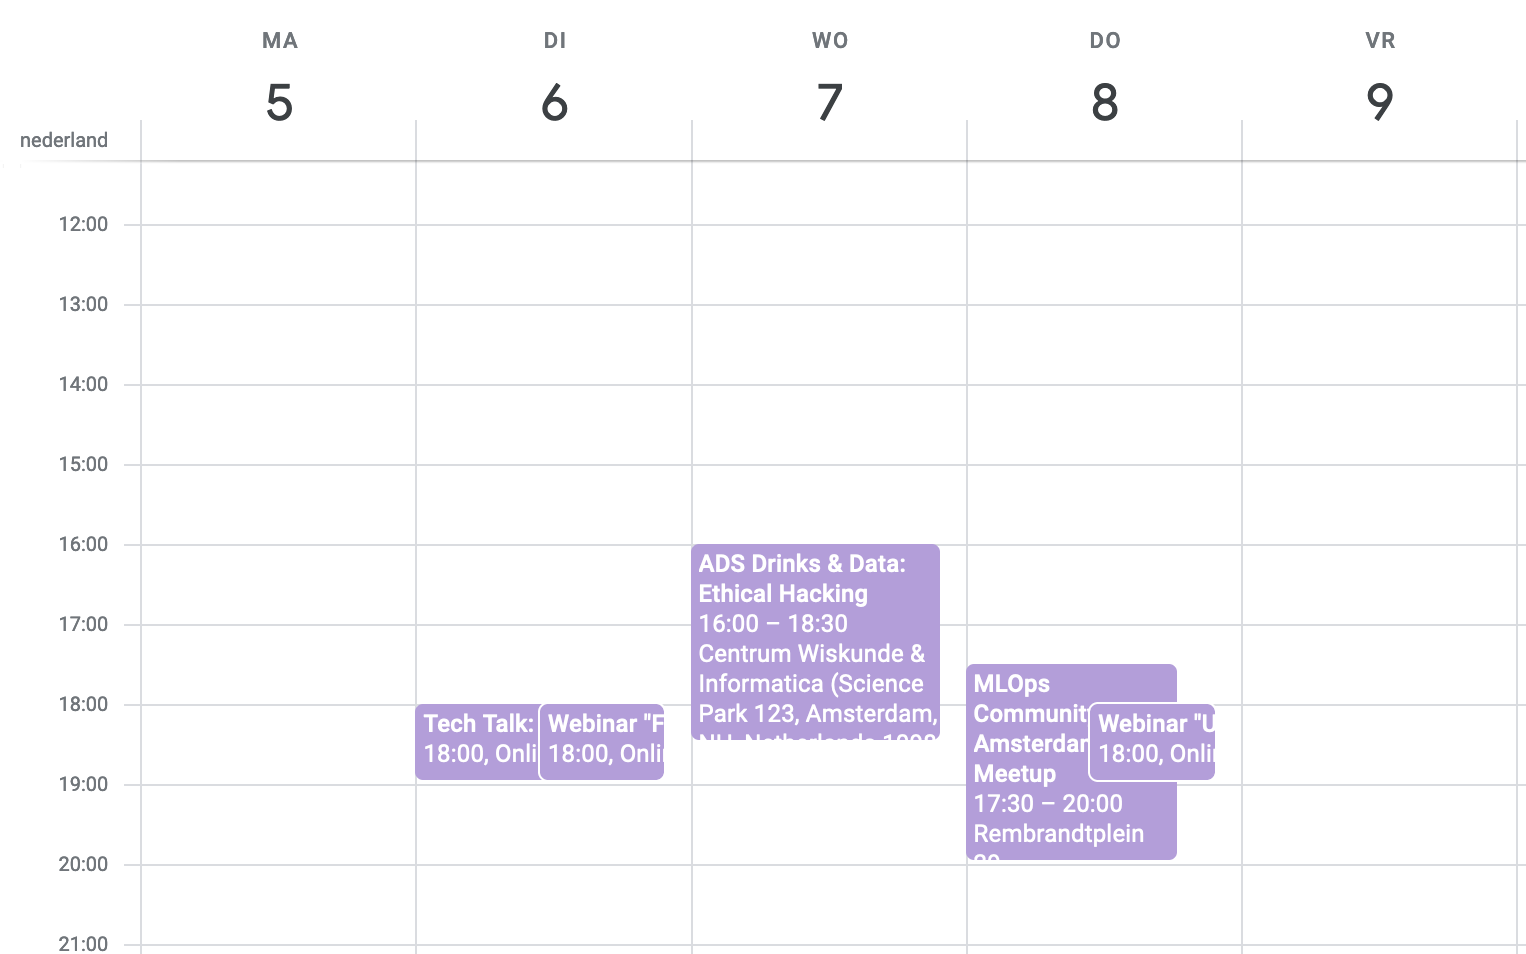 MA
5
DI
6
WO
7
DO
8
VR
9
nederland
12:00
13:00
14:00
15:00
16:00
17:00
18:00
19:00
20:00
21:00
Tech Talk:
18:00, Onli
Webinar "F
18:00, Onli
ADS Drinks & Data:
Ethical Hacking
16:00 – 18:30
Centrum Wiskunde &
Informatica (Science
Park 123, Amsterdam,
NH, Netherlands 1098
MLOps
Communit
Amsterdar
Meetup
17:30 – 20:00
Rembrandtplein
Webinar "U
18:00, Onli